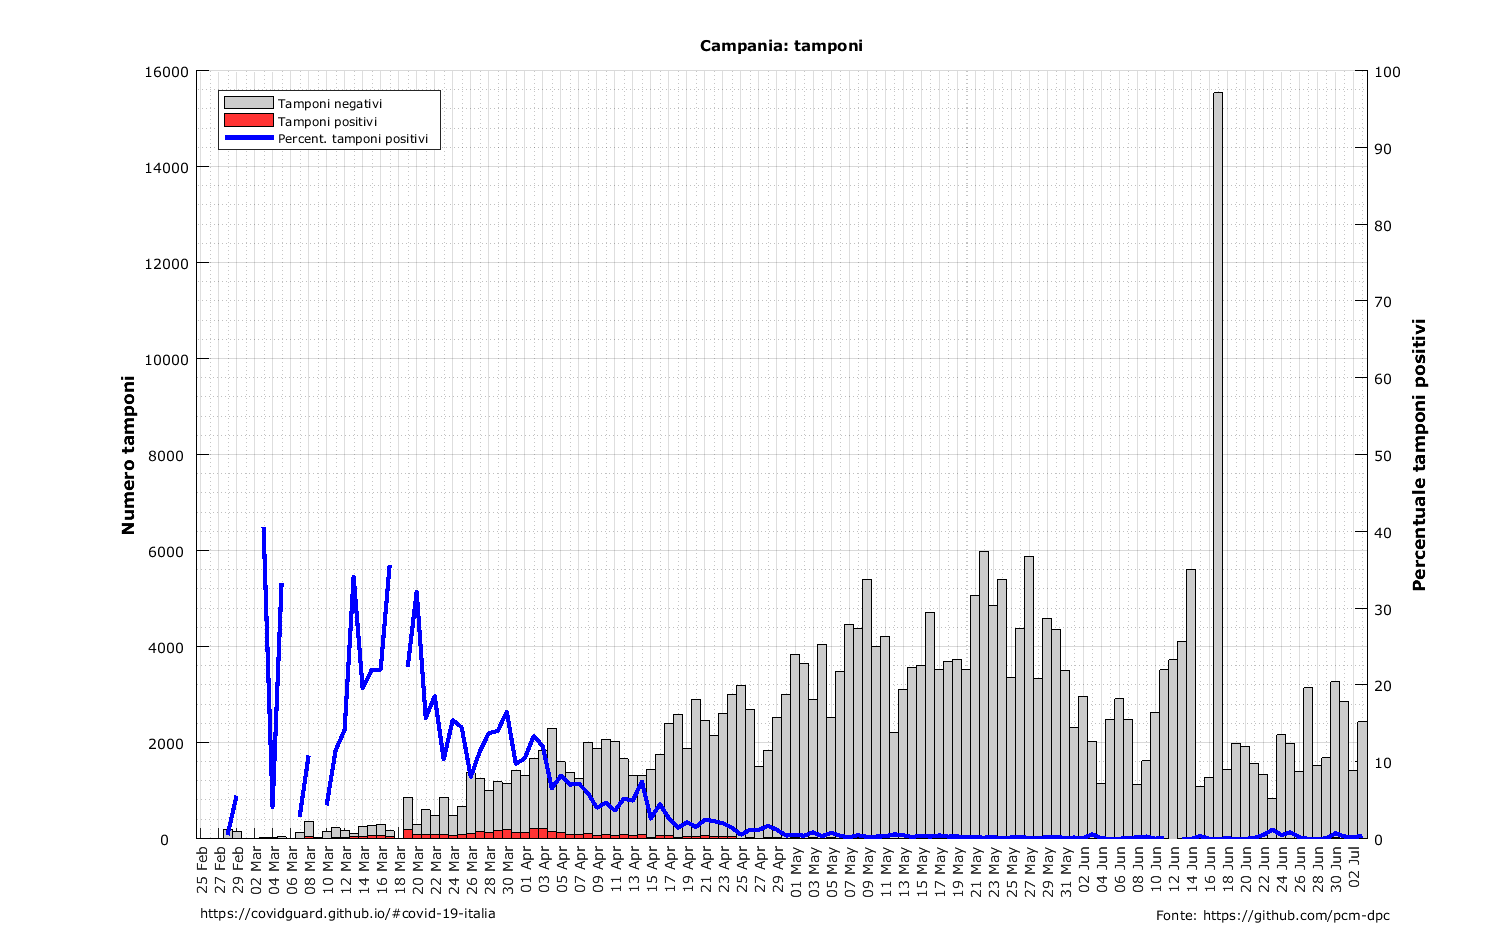 Campania: tamponi
Tamponi negativi
Tamponi positivi
Percent. tamponi positivi
Numero tamponi
16000
14000
12000
10000
8000
6000
4000
2000
0
100
90
80
70
60
50
40
30
20
10
0
Percentuale tamponi positivi
25 Feb
27 Feb
29 Feb
02 Mar
04 Mar
06 Mar
08 Mar
10 Mar
12 Mar
14 Mar
16 Mar
18 Mar
20 Mar
22 Mar
24 Mar
26 Mar
28 Mar
30 Mar
01 Apr
03 Apr
05 Apr
07 Apr
09 Apr
11 Apr
13 Apr
15 Apr
17 Apr
19 Apr
21 Apr
23 Apr
25 Apr
27 Apr
29 Apr
01 May
03 May
05 May
07 May
09 May
11 May
13 May
15 May
17 May
19 May
21 May
23 May
25 May
27 May
29 May
31 May
02 Jun
04 Jun
06 Jun
08 Jun
10 Jun
12 Jun
14 Jun
16 Jun
18 Jun
20 Jun
22 Jun
24 Jun
26 Jun
28 Jun
30 Jun
02 Jul
https://covidguard.github.io/#covid-19-italia
Fonte: https://github.com/pcm-dpc